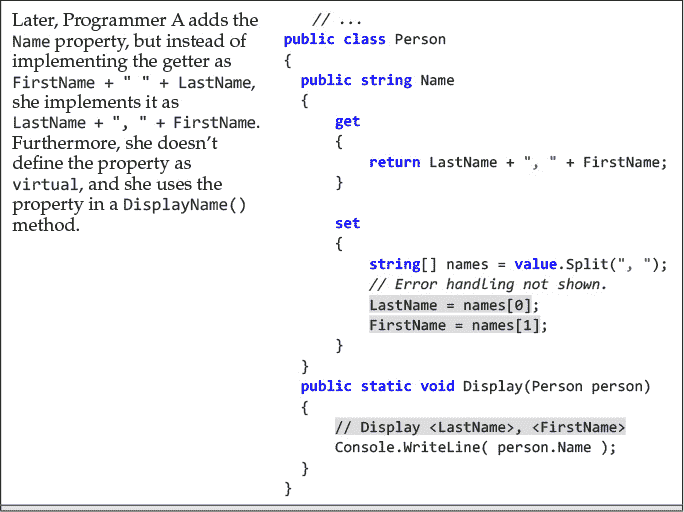 Later, Programmer A adds the
Name property, but instead of
implementing the getter as
FirstName + " " + LastName,
she implements it as
LastName + ", " + FirstName.
Furthermore, she doesn't
define the property as
virtual, and she uses the
property in a DisplayName()
method.
// ...
public class Person
{
public string Name
{
get
{
return LastName + ", " + FirstName;
}
set
{
string[] names = value.Split(", ");
// Error handling not shown.
LastName = names[0];
FirstName = names[1];
}
}
public static void Display(Person person)
{
// Display <LastName>, <FirstName>
Console.WriteLine( person.Name );
}
}